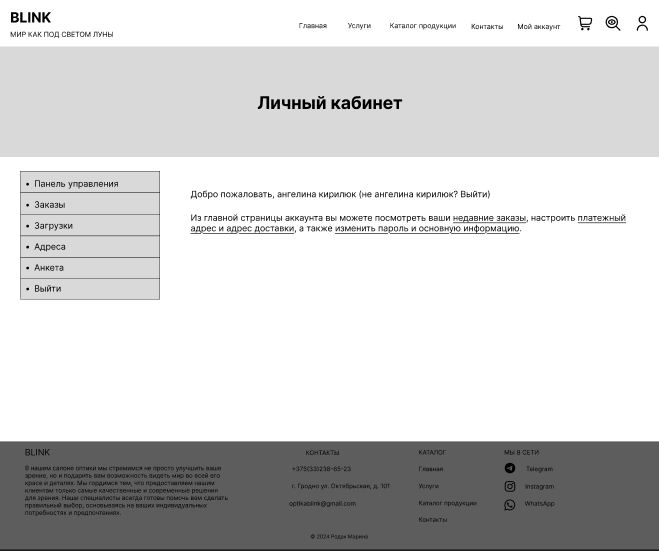 BLINK
МИР КАК ПОД СВЕТОМ ЛУНЫ
Главная Услуги Каталог продукции Контакты Мой аккаунт
Личный кабинет
• Панель управления
• Заказы
• Загрузки
• Адреса
• Анкета
• Выйти
Добро пожаловать, ангелина кирилюк (не ангелина кирилюк? Выйти)
Из главной страницы аккаунта вы можете посмотреть ваши недавние заказы, настроить платежный
адрес и адрес доставки, а также изменить пароль и основную информацию.
BLINK
В нашем салоне оптики мы стремимся не просто улучшить ваше
зрение, но и подарить вам возможность видеть мир во всей его
красе и деталях. Мы гордимся тем, что предоставляем нашим
клиентам только самые качественные и современные решения
для зрения. Наши специалисты всегда готовы помочь вам сделать
правильный выбор, основываясь на ваших индивидуальных
потребностях и предпочтениях.
КОНТАКТЫ
+375(33)238-65-23
г. Гродно ул. Октябрьская, д. 101
optikablink@gmail.com
КАТАЛОГ
Главная
Услуги
Каталог продукции
Контакты
МЫ В СЕТИ
Telegram
Instagram
WhatsApp
© 2024 Родак Марина